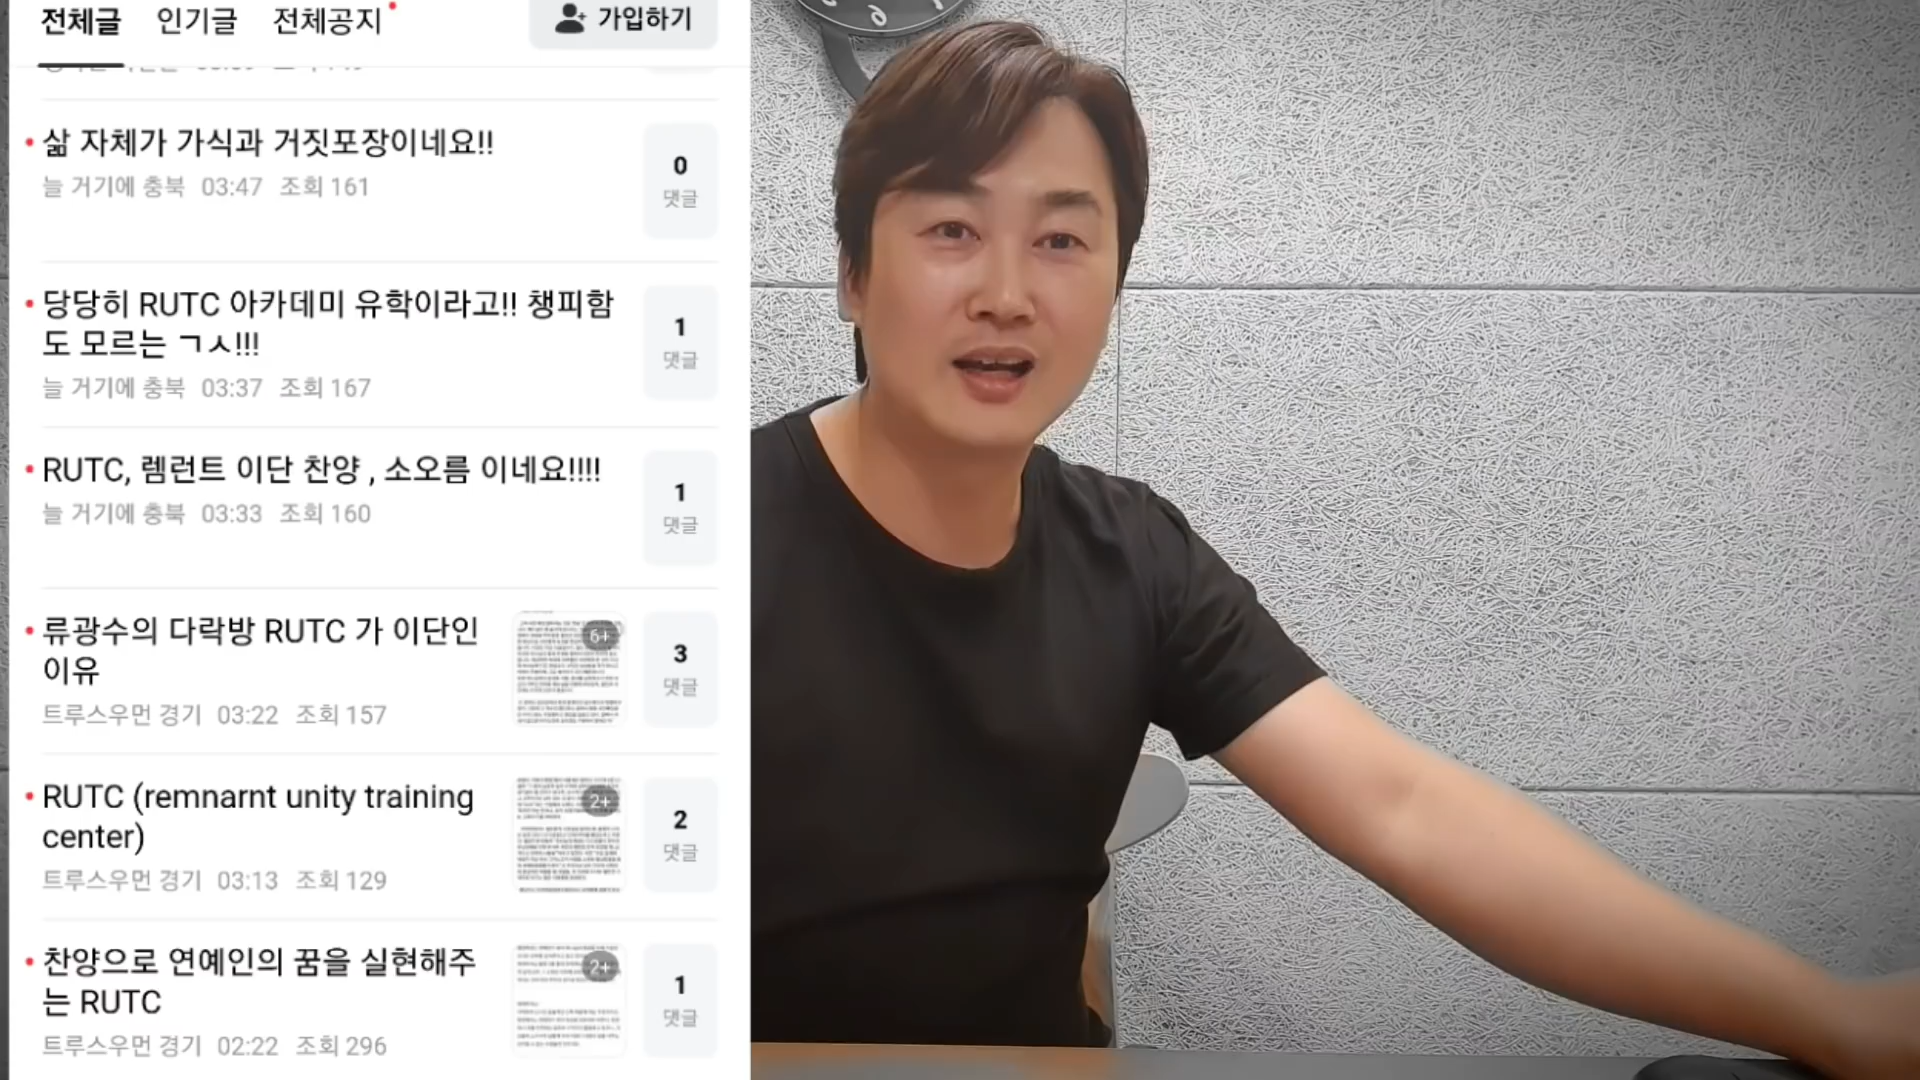 전체글 인기글 전체공지 가입하기
삶 자체가 가식과 거짓포장이네요!!
늘 거기에 충북 03:47 조회 161
0
댓글
당당히 RUTC 아카데미 유학이라고!! 챙피함
도 모르는 ㄱㅅ!!!
늘 거기에 충북 03:37 조회 167
1
댓글
RUTC, 렘런트 이단 찬양 , 소오름 이네요!!!!
늘 거기에 충북 03:33 조회 160
1
댓글
류광수의 다락방 RUTC 가 이단인
이유
트루스우먼 경기 03:22 조회 157
6+
3
댓글
RUTC (remnarnt unity training
center)
트루스우먼 경기 03:13 조회 129
2+
2
댓글
찬양으로 연예인의 꿈을 실현해주
는 RUTC
트루스우먼 경기 02:22 조회 296
2+
1
댓글